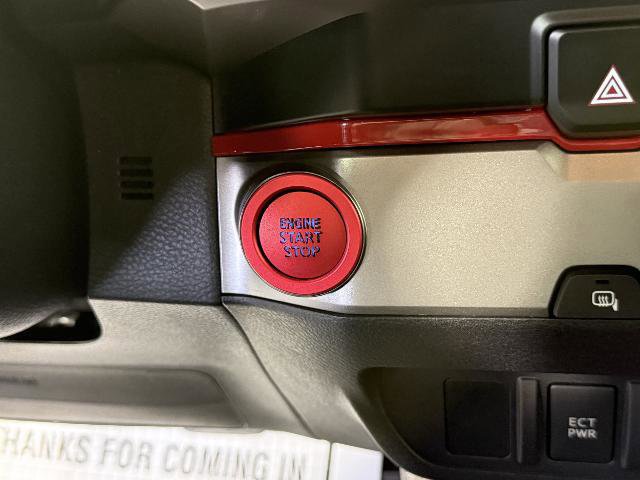 ENGINE
START
STOP
ECT
PWR
THANKS FOR COMING IN